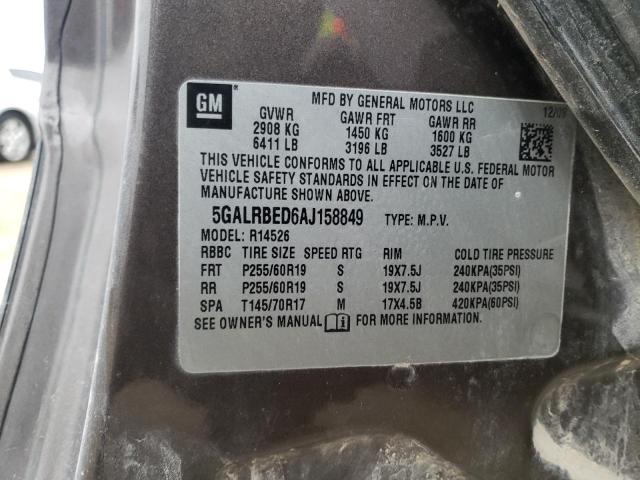 GM
MFD BY GENERAL MOTORS LLC
GVWR GAWR FRT GAWR RR 12/09
2908 KG 1450 KG 1600 KG
6411 LB 3196 LB 3527 LB
THIS VEHICLE CONFORMS TO ALL APPLICABLE U.S. FEDERAL MOTOR
VEHICLE SAFETY STANDARDS IN EFFECT ON THE DATE OF
MANUFACTURE SHOWN ABOVE.
5GALRBED6AJ158849 TYPE: M.P.V.
MODEL: R14526
RBBC TIRE SIZE SPEED RTG RIM COLD TIRE PRESSURE
FRT P255/60R19 S 19X7.5J 240KPA(35PSI)
RR P255/60R19 S 19X7.5J 240KPA(35PSI)
SPA T145/70R17 M 17X4.5B 420KPA(60PSI)
SEE OWNER'S MANUAL FOR MORE INFORMATION.